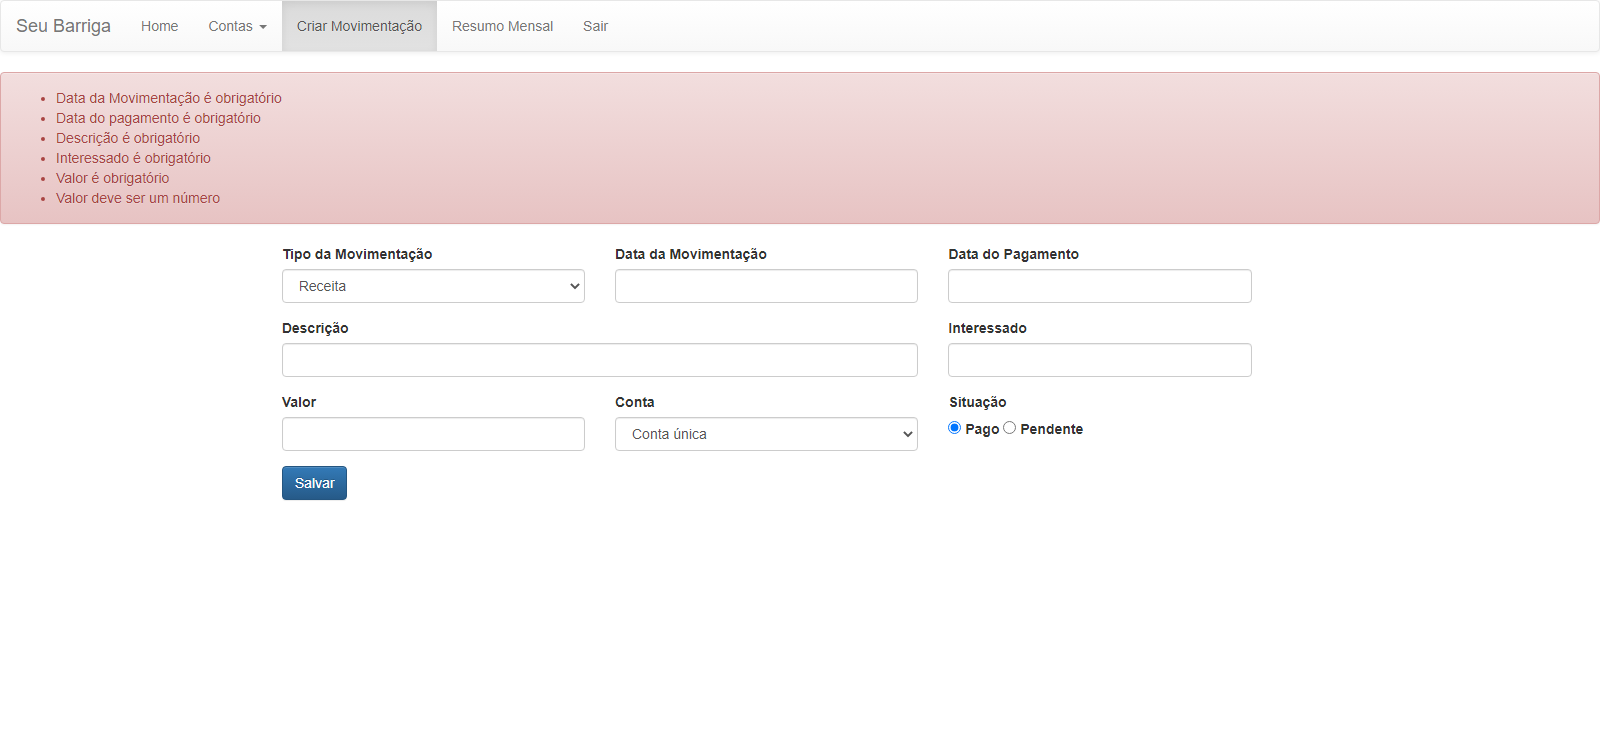 Seu Barriga Home Contas Criar Movimentação Resumo Mensal Sair
Data da Movimentação é obrigatório
Data do pagamento é obrigatório
Descrição é obrigatório
Interessado é obrigatório
Valor é obrigatório
Valor deve ser um número
Tipo da Movimentação Data da Movimentação Data do Pagamento
Receita
Descrição Interessado
Valor Conta Situação
Conta única Pago Pendente
Salvar